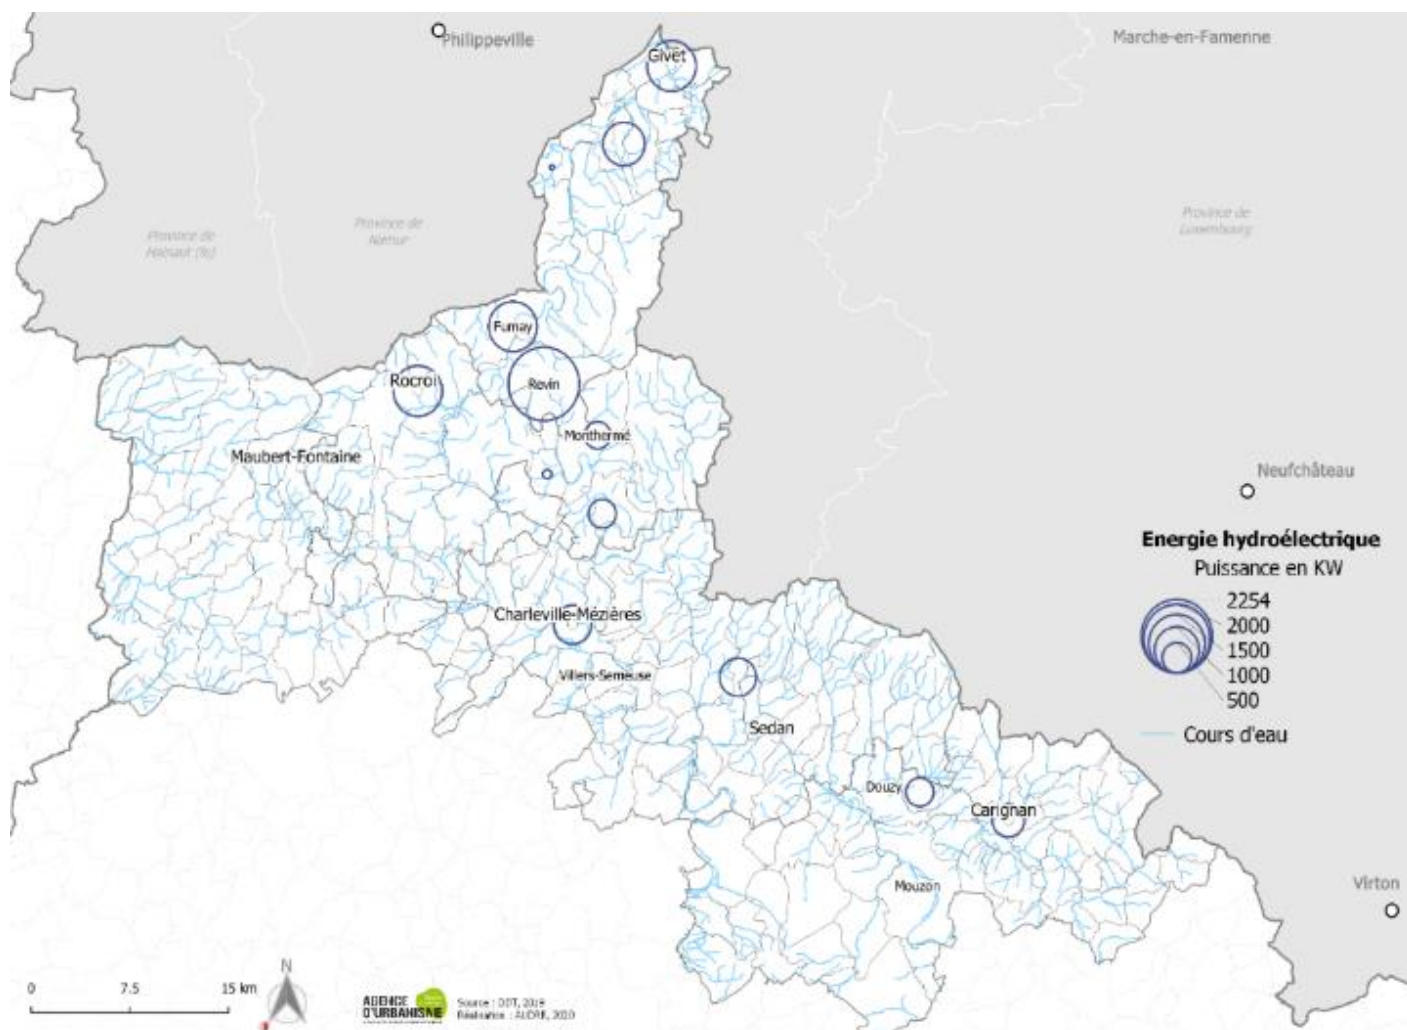 Philippeville
Marche-en-Famenne
Givet
Province de
Hainaut (fr)
Province de
Namur
Province de
Luxembourg
Fumay
Rocroi
Revin
Monthermé
Maubert-Fontaine
Neufchâteau
Energie hydroélectrique
Puissance en KW
2254
2000
1500
1000
500
Cours d'eau
Charleville-Mézières
Villers-Semeuse
Sedan
Douzy
Carignan
Mouzon
Virton
0 7.5 15 km
N
AGENCE
D'URBANISME
Source : DDT, 2019
Réalisation : AUDRR, 2020